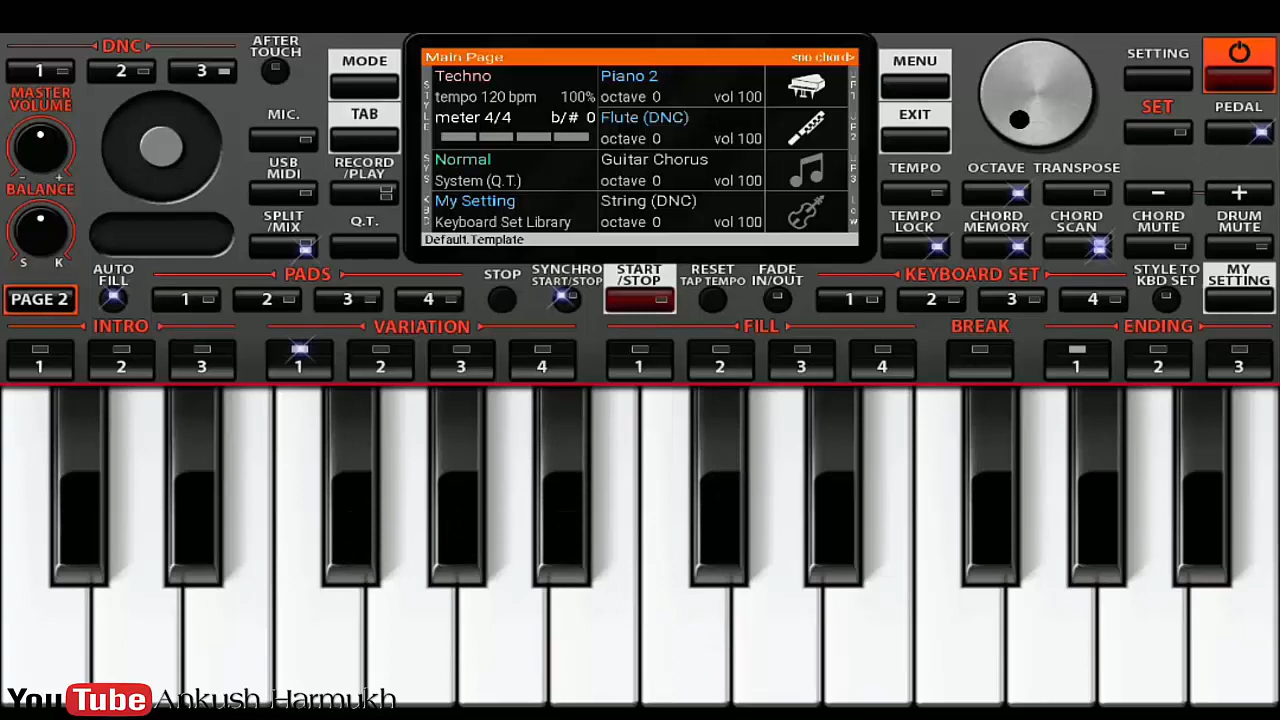 DNC
1 2 3
AFTER TOUCH
MASTER VOLUME
- +
BALANCE
S K
MIC.
USB MIDI
SPLIT /MIX
MODE
TAB
RECORD /PLAY
Q.T.
Main Page <no chord>
STYLE
Techno
tempo 120 bpm 100%
meter 4/4 b/# 0
SYS
Normal
System (Q.T.)
KBD
My Setting
Keyboard Set Library
Piano 2
octave 0 vol 100
UP1
Flute (DNC)
octave 0 vol 100
UP2
Guitar Chorus
octave 0 vol 100
UP3
String (DNC)
octave 0 vol 100
Low
Default.Template
MENU
EXIT
SETTING
SET
PEDAL
TEMPO OCTAVE TRANSPOSE - +
TEMPO LOCK
CHORD MEMORY
CHORD SCAN
CHORD MUTE
DRUM MUTE
PAGE 2
AUTO FILL
PADS
1 2 3 4
STOP
SYNCHRO START/STOP
START /STOP
RESET TAP TEMPO
FADE IN/OUT
KEYBOARD SET
1 2 3 4
STYLE TO KBD SET
MY SETTING
INTRO
1 2 3
VARIATION
1 2 3 4
FILL
1 2 3 4
BREAK
ENDING
1 2 3
YouTube Ankush Harmukh